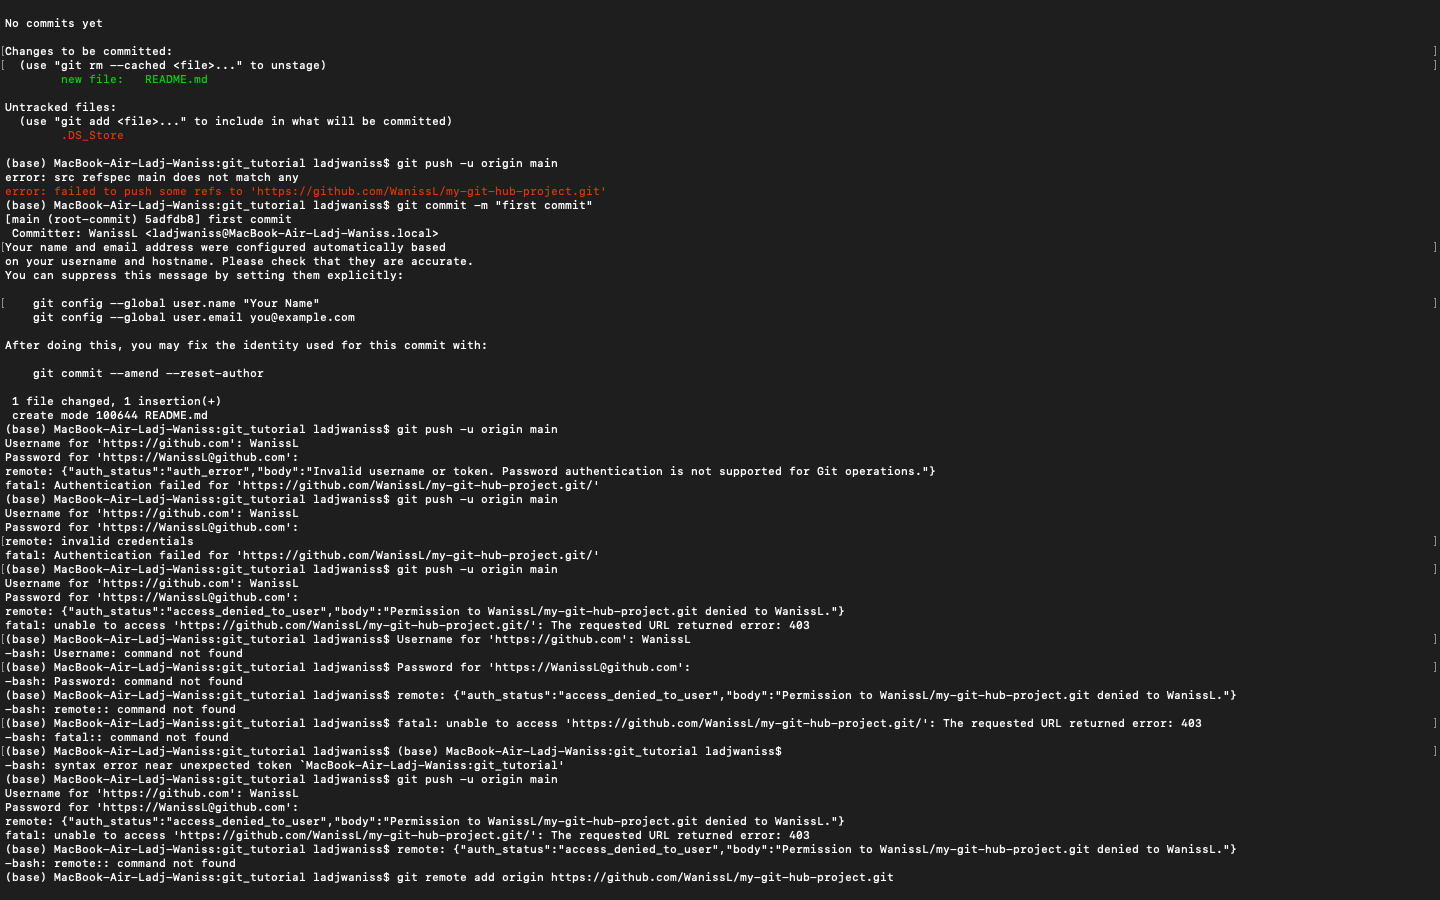 No commits yet
[Changes to be committed: ]
[  (use "git rm --cached <file>..." to unstage) ]
new file:   README.md
Untracked files:
(use "git add <file>..." to include in what will be committed)
.DS_Store
(base) MacBook-Air-Ladj-Waniss:git_tutorial ladjwaniss$ git push -u origin main
error: src refspec main does not match any
error: failed to push some refs to 'https://github.com/WanissL/my-git-hub-project.git'
(base) MacBook-Air-Ladj-Waniss:git_tutorial ladjwaniss$ git commit -m "first commit"
[main (root-commit) 5adfdb8] first commit
Committer: WanissL <ladjwaniss@MacBook-Air-Ladj-Waniss.local>
[Your name and email address were configured automatically based ]
on your username and hostname. Please check that they are accurate.
You can suppress this message by setting them explicitly:
[    git config --global user.name "Your Name" ]
git config --global user.email you@example.com
After doing this, you may fix the identity used for this commit with:
git commit --amend --reset-author
1 file changed, 1 insertion(+)
create mode 100644 README.md
(base) MacBook-Air-Ladj-Waniss:git_tutorial ladjwaniss$ git push -u origin main
Username for 'https://github.com': WanissL
Password for 'https://WanissL@github.com':
remote: {"auth_status":"auth_error","body":"Invalid username or token. Password authentication is not supported for Git operations."}
fatal: Authentication failed for 'https://github.com/WanissL/my-git-hub-project.git/'
(base) MacBook-Air-Ladj-Waniss:git_tutorial ladjwaniss$ git push -u origin main
Username for 'https://github.com': WanissL
Password for 'https://WanissL@github.com':
[remote: invalid credentials ]
fatal: Authentication failed for 'https://github.com/WanissL/my-git-hub-project.git/'
[(base) MacBook-Air-Ladj-Waniss:git_tutorial ladjwaniss$ git push -u origin main ]
Username for 'https://github.com': WanissL
Password for 'https://WanissL@github.com':
remote: {"auth_status":"access_denied_to_user","body":"Permission to WanissL/my-git-hub-project.git denied to WanissL."}
fatal: unable to access 'https://github.com/WanissL/my-git-hub-project.git/': The requested URL returned error: 403
[(base) MacBook-Air-Ladj-Waniss:git_tutorial ladjwaniss$ Username for 'https://github.com': WanissL ]
-bash: Username: command not found
[(base) MacBook-Air-Ladj-Waniss:git_tutorial ladjwaniss$ Password for 'https://WanissL@github.com': ]
-bash: Password: command not found
(base) MacBook-Air-Ladj-Waniss:git_tutorial ladjwaniss$ remote: {"auth_status":"access_denied_to_user","body":"Permission to WanissL/my-git-hub-project.git denied to WanissL."}
-bash: remote:: command not found
[(base) MacBook-Air-Ladj-Waniss:git_tutorial ladjwaniss$ fatal: unable to access 'https://github.com/WanissL/my-git-hub-project.git/': The requested URL returned error: 403 ]
-bash: fatal:: command not found
[(base) MacBook-Air-Ladj-Waniss:git_tutorial ladjwaniss$ (base) MacBook-Air-Ladj-Waniss:git_tutorial ladjwaniss$ ]
-bash: syntax error near unexpected token `MacBook-Air-Ladj-Waniss:git_tutorial'
(base) MacBook-Air-Ladj-Waniss:git_tutorial ladjwaniss$ git push -u origin main
Username for 'https://github.com': WanissL
Password for 'https://WanissL@github.com':
remote: {"auth_status":"access_denied_to_user","body":"Permission to WanissL/my-git-hub-project.git denied to WanissL."}
fatal: unable to access 'https://github.com/WanissL/my-git-hub-project.git/': The requested URL returned error: 403
(base) MacBook-Air-Ladj-Waniss:git_tutorial ladjwaniss$ remote: {"auth_status":"access_denied_to_user","body":"Permission to WanissL/my-git-hub-project.git denied to WanissL."}
-bash: remote:: command not found
(base) MacBook-Air-Ladj-Waniss:git_tutorial ladjwaniss$ git remote add origin https://github.com/WanissL/my-git-hub-project.git